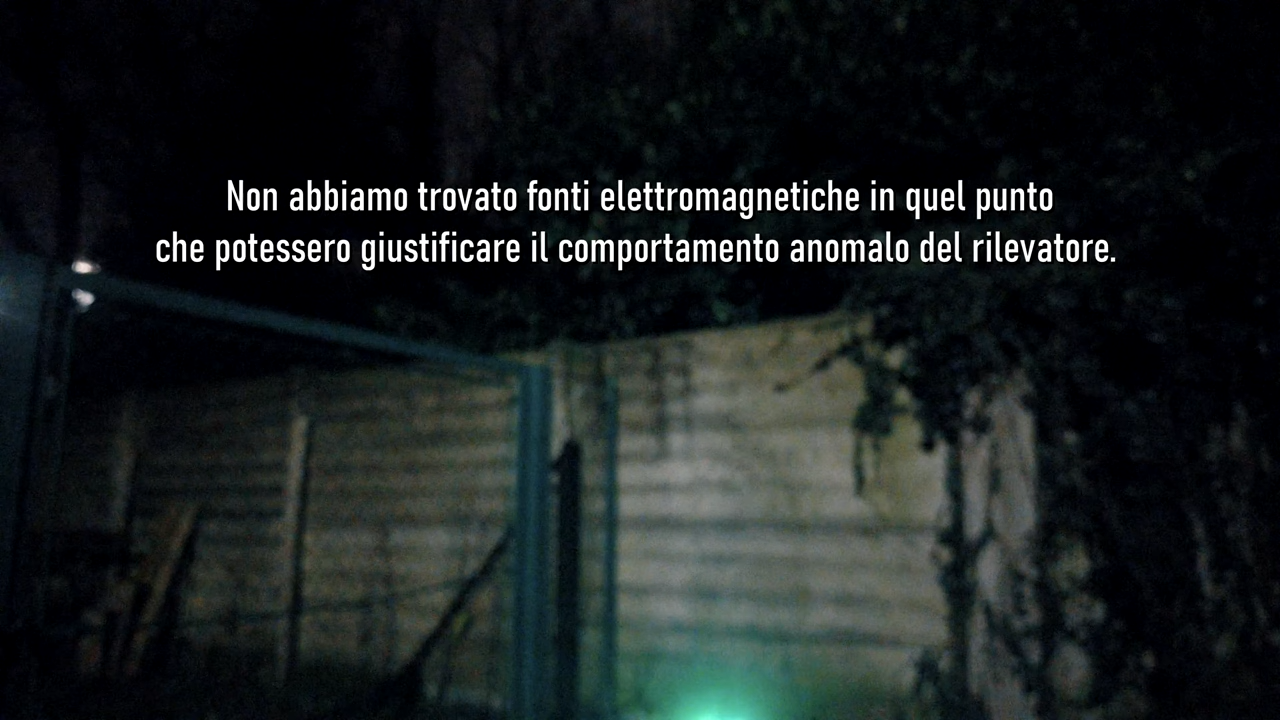 Non abbiamo trovato fonti elettromagnetiche in quel punto
che potessero giustificare il comportamento anomalo del rilevatore.